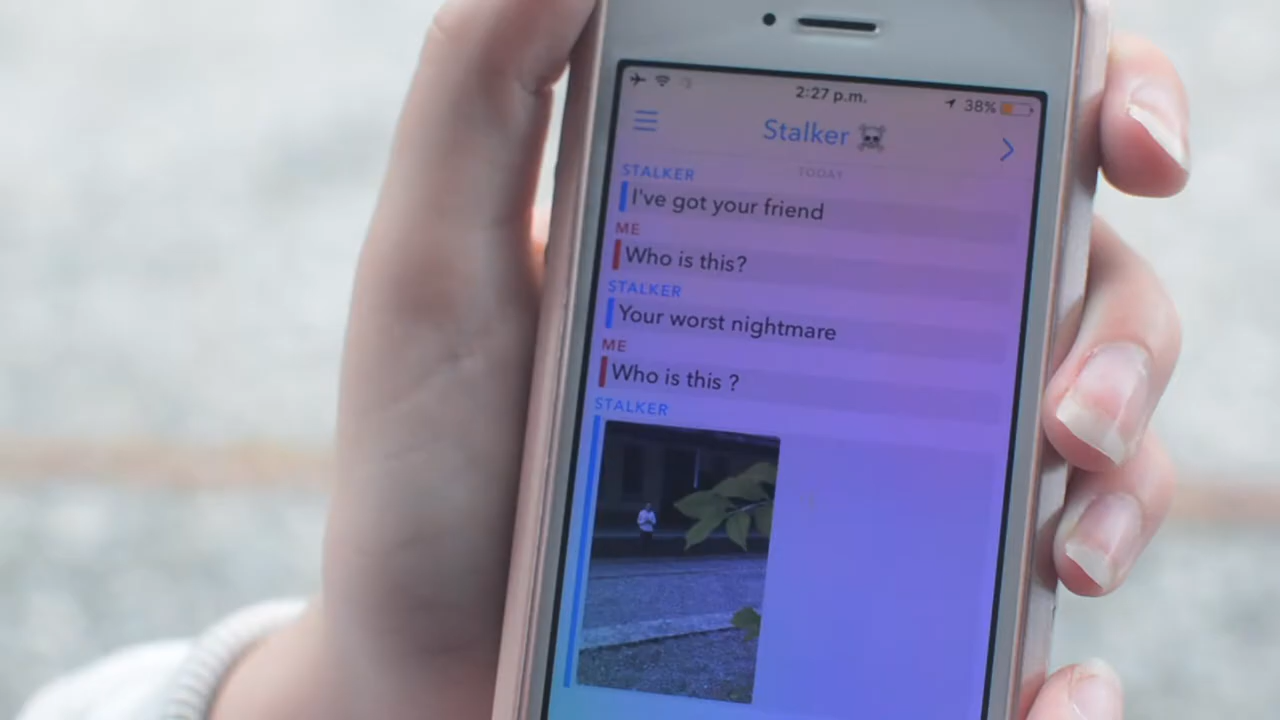 2:27 p.m.
38%
Stalker ☠
TODAY
STALKER
I've got your friend
ME
Who is this?
STALKER
Your worst nightmare
ME
Who is this ?
STALKER